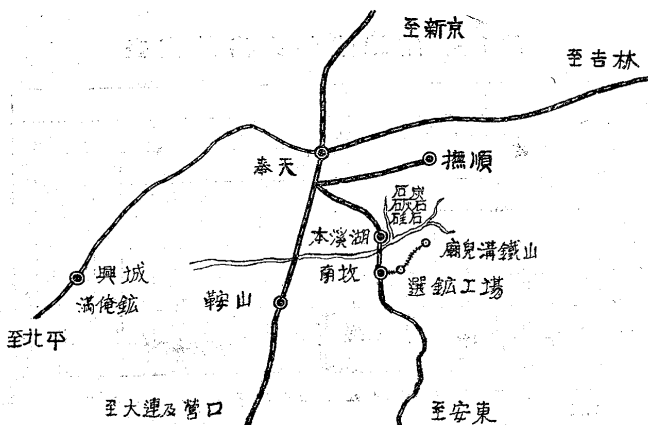 至新京
至吉林
奉天
撫順
石炭
石灰石
硅石
本溪湖
廟兒溝鐵山
南坟
選鉱工場
興城
満俺鉱
鞍山
至北平
至大連及營口
至安東